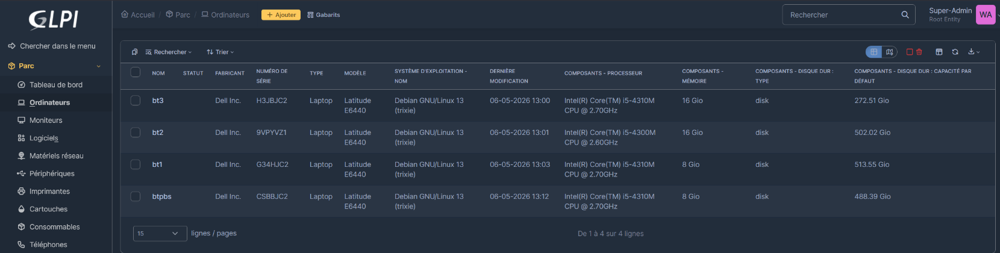 GLPI
Accueil / Parc / Ordinateurs
+ Ajouter
Gabarits
Rechercher
Super-Admin
Root Entity
WA
Chercher dans le menu
Parc
Tableau de bord
Ordinateurs
Moniteurs
Logiciels
Matériels réseau
Périphériques
Imprimantes
Cartouches
Consommables
Téléphones
Rechercher
Trier
NOM STATUT FABRICANT NUMÉRO DE SÉRIE TYPE MODÈLE SYSTÈME D'EXPLOITATION - NOM DERNIÈRE MODIFICATION COMPOSANTS - PROCESSEUR COMPOSANTS - MÉMOIRE COMPOSANTS - DISQUE DUR : TYPE COMPOSANTS - DISQUE DUR : CAPACITÉ PAR DÉFAUT
bt3 Dell Inc. H3JBJC2 Laptop Latitude E6440 Debian GNU/Linux 13 (trixie) 06-05-2026 13:00 Intel(R) Core(TM) i5-4310M CPU @ 2.70GHz 16 Gio disk 272.51 Gio
bt2 Dell Inc. 9VPYVZ1 Laptop Latitude E6440 Debian GNU/Linux 13 (trixie) 06-05-2026 13:01 Intel(R) Core(TM) i5-4300M CPU @ 2.60GHz 16 Gio disk 502.02 Gio
bt1 Dell Inc. G34HJC2 Laptop Latitude E6440 Debian GNU/Linux 13 (trixie) 06-05-2026 13:03 Intel(R) Core(TM) i5-4310M CPU @ 2.70GHz 8 Gio disk 513.55 Gio
btpbs Dell Inc. CSBBJC2 Laptop Latitude E6440 Debian GNU/Linux 13 (trixie) 06-05-2026 13:12 Intel(R) Core(TM) i5-4310M CPU @ 2.70GHz 8 Gio disk 488.39 Gio
15 lignes / pages
De 1 à 4 sur 4 lignes